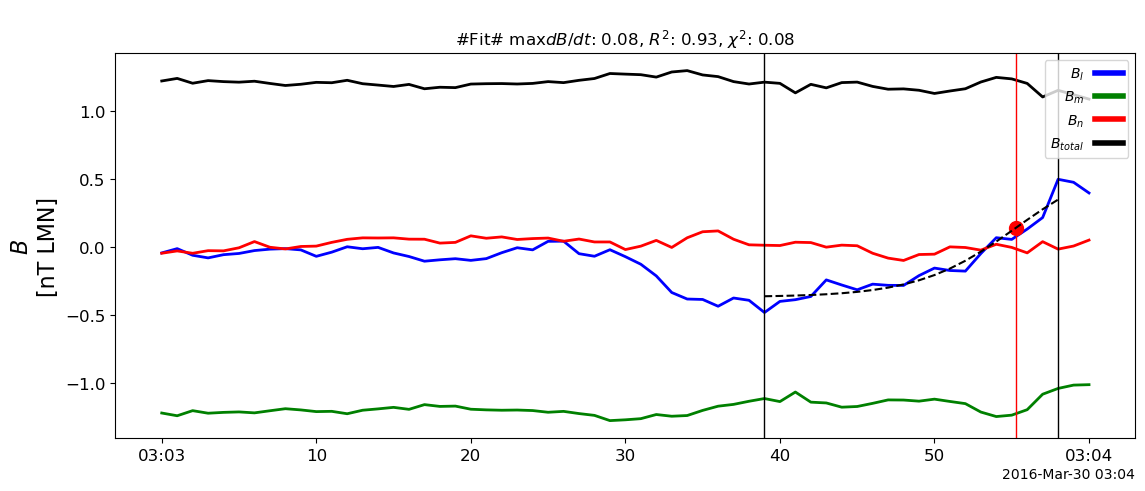 #Fit# maxdB/dt: 0.08, R²: 0.93, χ²: 0.08
B
[nT LMN]
1.0
0.5
0.0
−0.5
−1.0
B_l
B_m
B_n
B_total
03:03 10 20 30 40 50 03:04
2016-Mar-30 03:04